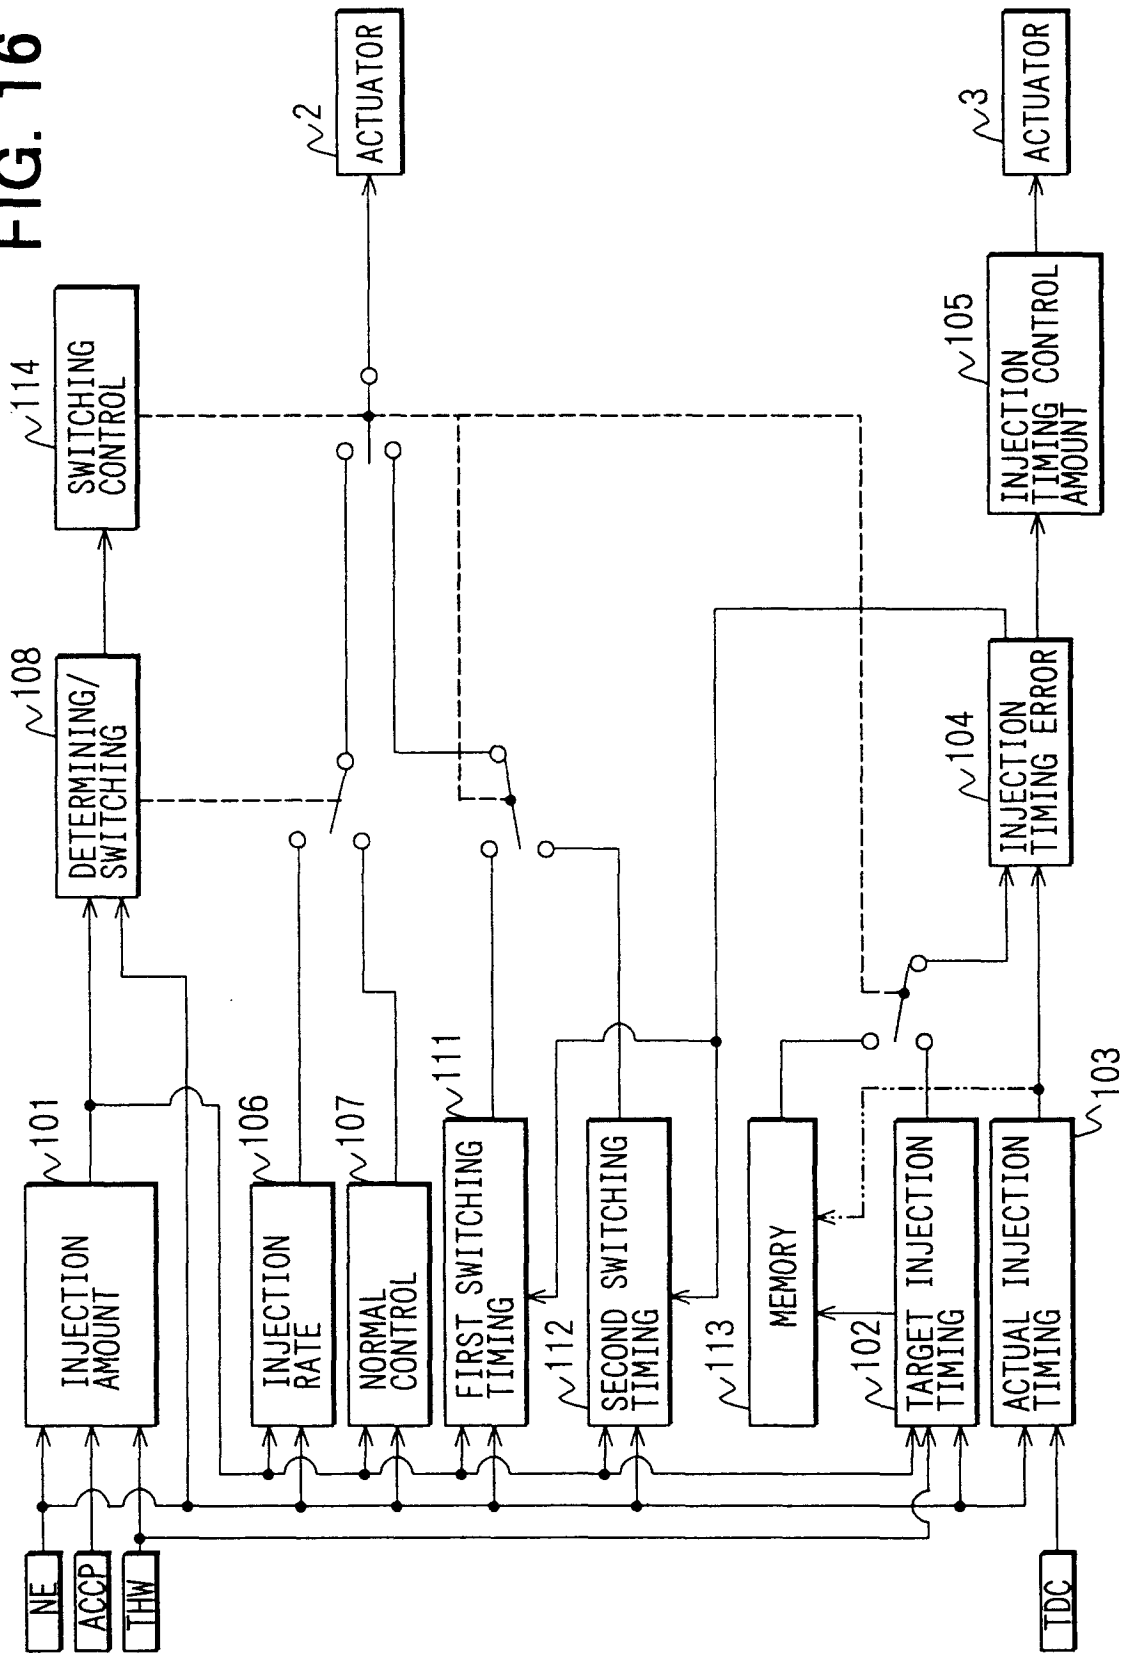 FIG. 16
NE
ACCP
THW
TDC
101
INJECTION
AMOUNT
108
DETERMINING/
SWITCHING
114
SWITCHING
CONTROL
106
INJECTION
RATE
107
NORMAL
CONTROL
111
FIRST SWITCHING
TIMING
112
SECOND SWITCHING
TIMING
113
MEMORY
102
TARGET INJECTION
TIMING
103
ACTUAL INJECTION
TIMING
104
INJECTION
TIMING ERROR
105
INJECTION
TIMING CONTROL
AMOUNT
2
ACTUATOR
3
ACTUATOR